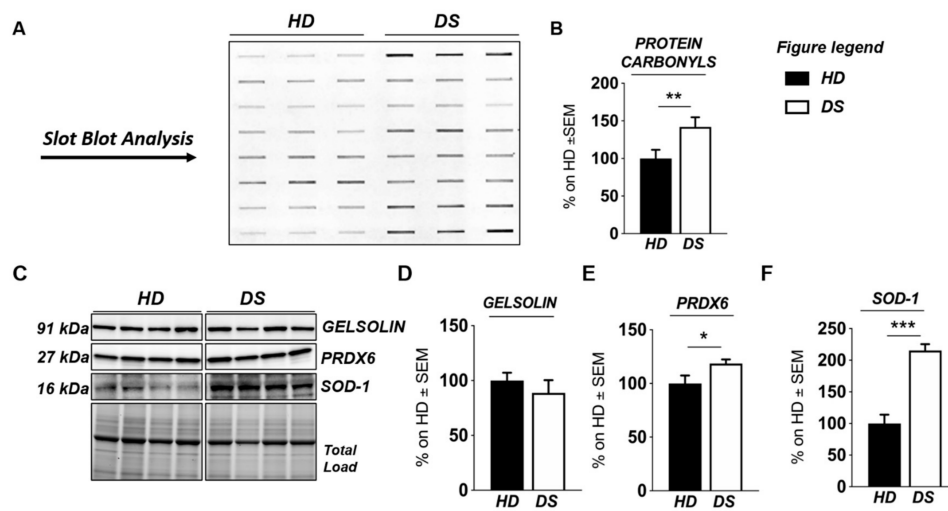 A
HD
DS
Slot Blot Analysis
B
PROTEIN
CARBONYLS
% on HD ±SEM
150
100
50
0
**
HD
DS
Figure legend
HD
DS
C
HD
DS
91 kDa
GELSOLIN
27 kDa
PRDX6
16 kDa
SOD-1
Total
Load
D
GELSOLIN
% on HD ± SEM
150
100
50
0
HD
DS
E
PRDX6
% on HD ± SEM
150
100
50
0
*
HD
DS
F
SOD-1
% on HD ± SEM
250
200
150
100
50
0
***
HD
DS